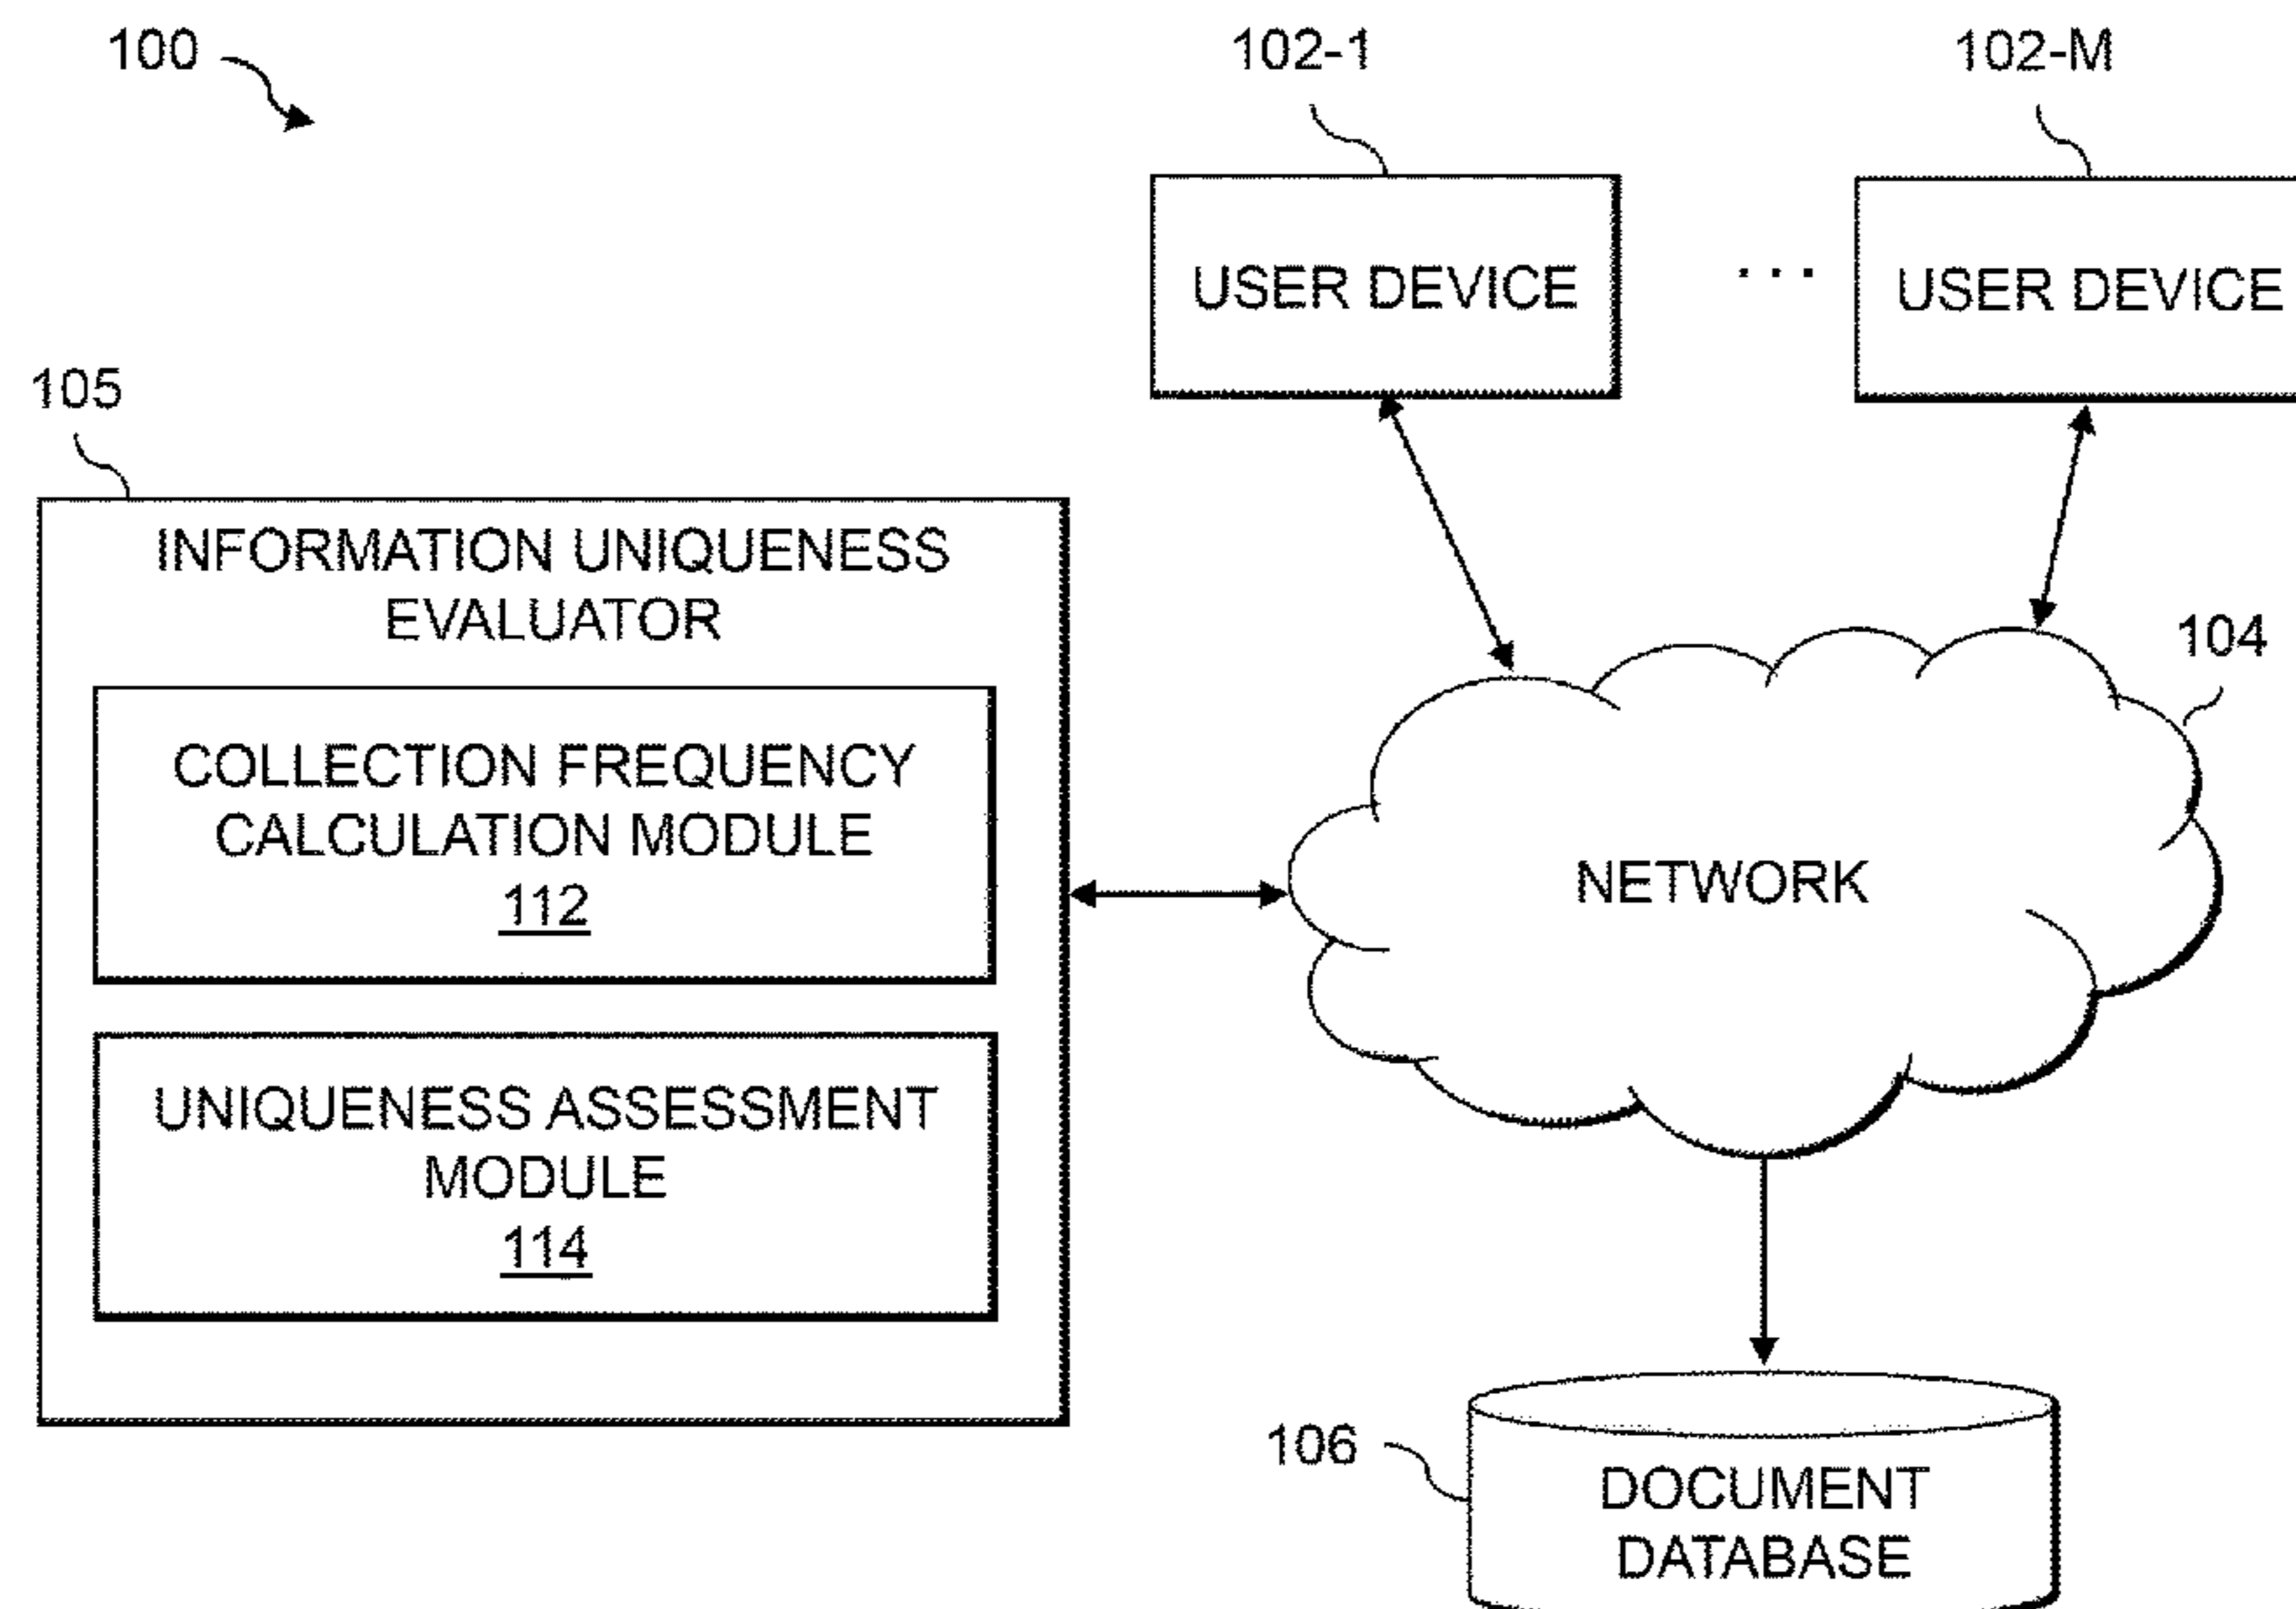 100
102-1
102-M
USER DEVICE
. . .
USER DEVICE
105
INFORMATION UNIQUENESS
EVALUATOR
COLLECTION FREQUENCY
CALCULATION MODULE
112
UNIQUENESS ASSESSMENT
MODULE
114
104
NETWORK
106
DOCUMENT
DATABASE